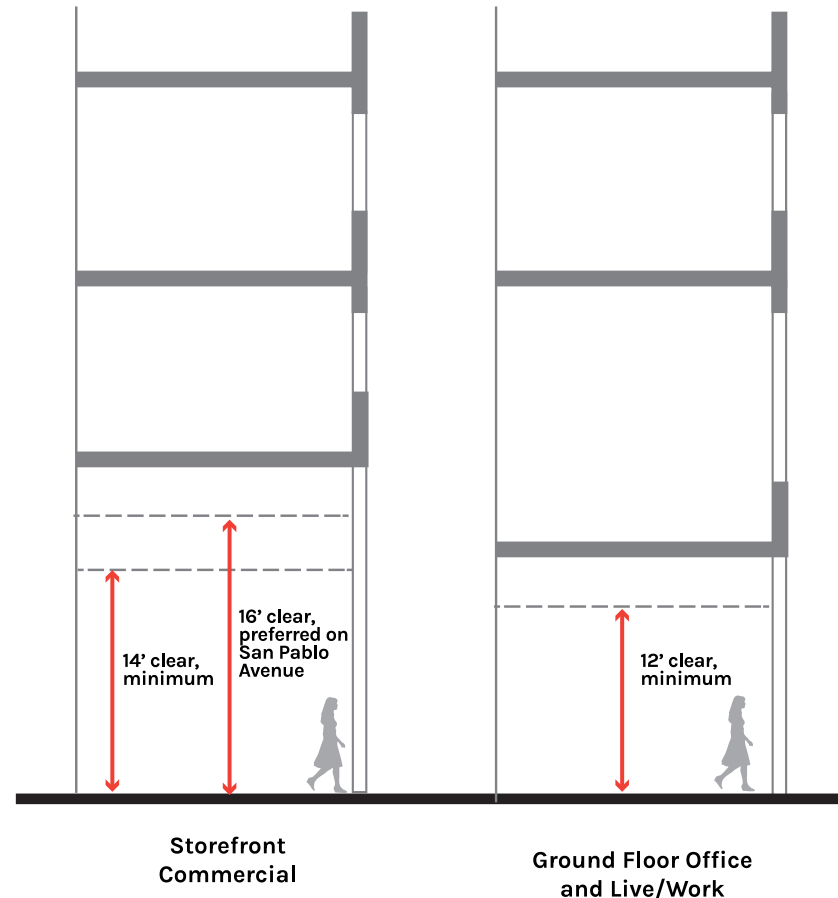 16’ clear,
preferred on
San Pablo
Avenue
14’ clear,
minimum
12’ clear,
minimum
Storefront
Commercial
Ground Floor Office
and Live/Work